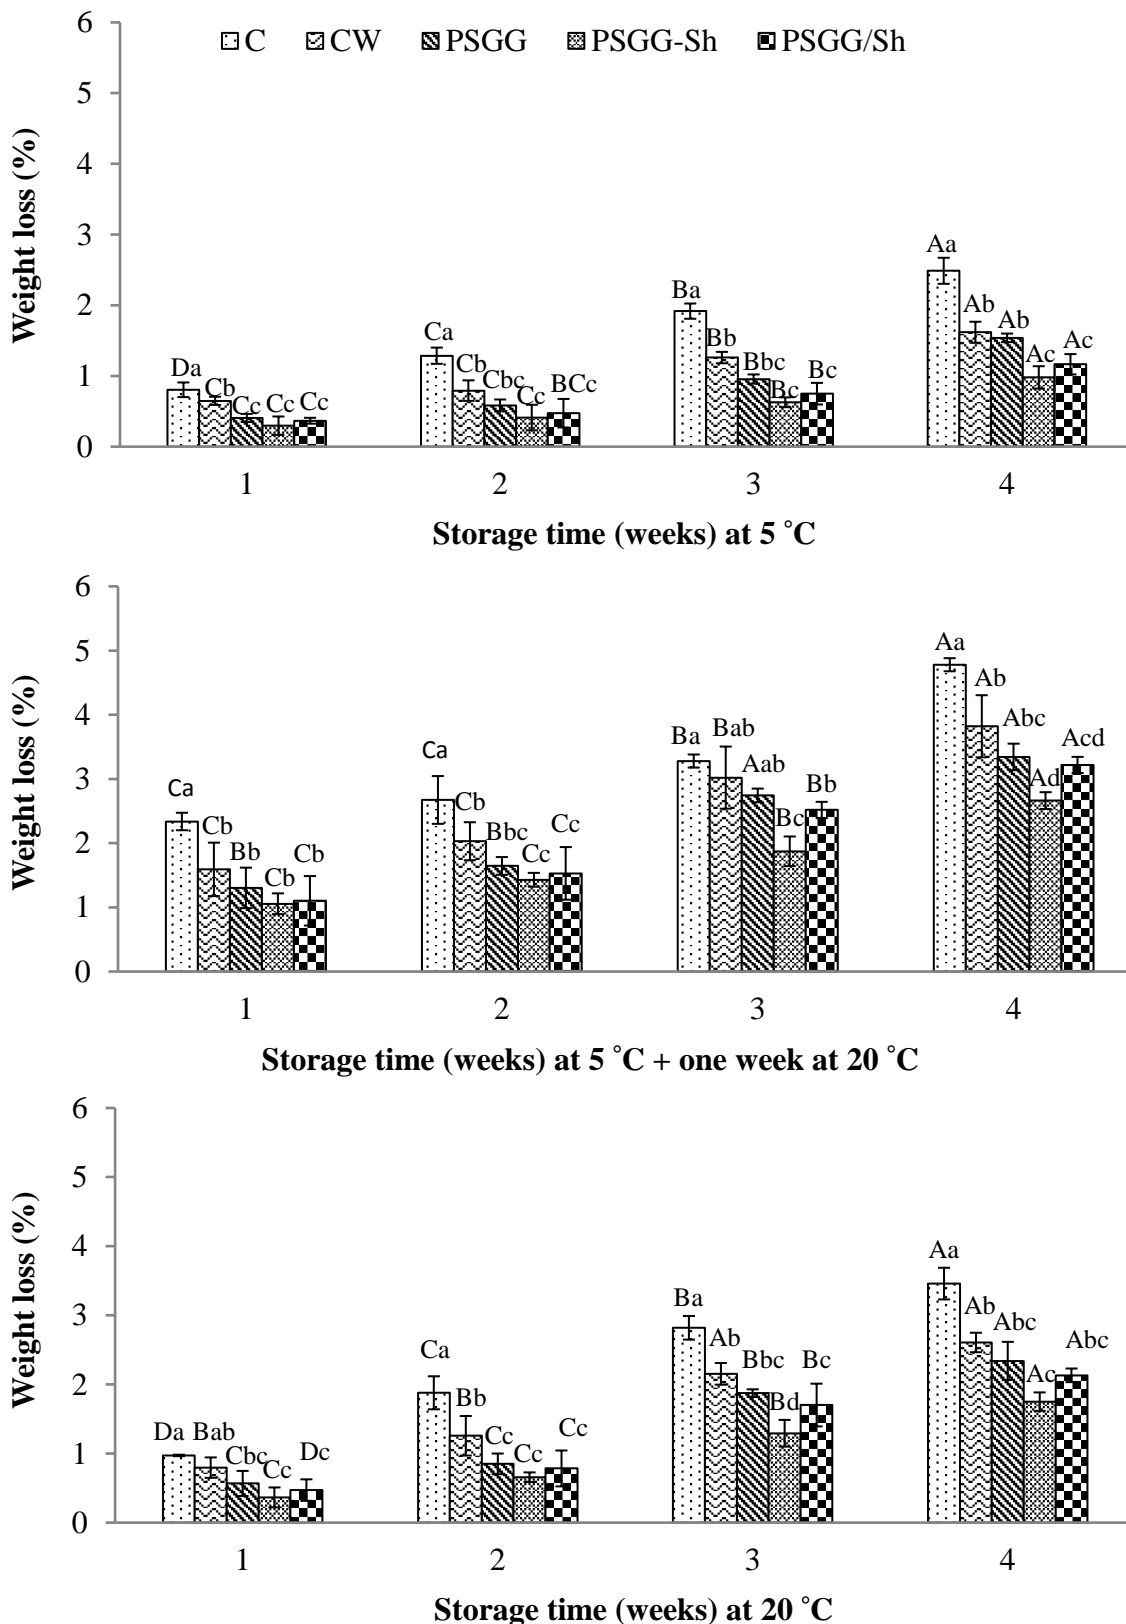 6
C CW PSGG PSGG-Sh PSGG/Sh
5
4
3
2
1
0
Weight loss (%)
Da Cb Cc Cc Cc
Ca Cb Cbc Cc BCc
Ba Bb Bbc Bc Bc
Aa Ab Ab Ac Ac
1 2 3 4
Storage time (weeks) at 5 °C
6
5
4
3
2
1
0
Weight loss (%)
Ca Cb Bb Cb Cb
Ca Cb Bbc Cc Cc
Ba Bab Aab Bc Bb
Aa Ab Abc Ad Acd
1 2 3 4
Storage time (weeks) at 5 °C + one week at 20 °C
6
5
4
3
2
1
0
Weight loss (%)
Da Bab Cbc Cc Dc
Ca Bb Cc Cc Cc
Ba Ab Bbc Bd Bc
Aa Ab Abc Ac Abc
1 2 3 4
Storage time (weeks) at 20 °C